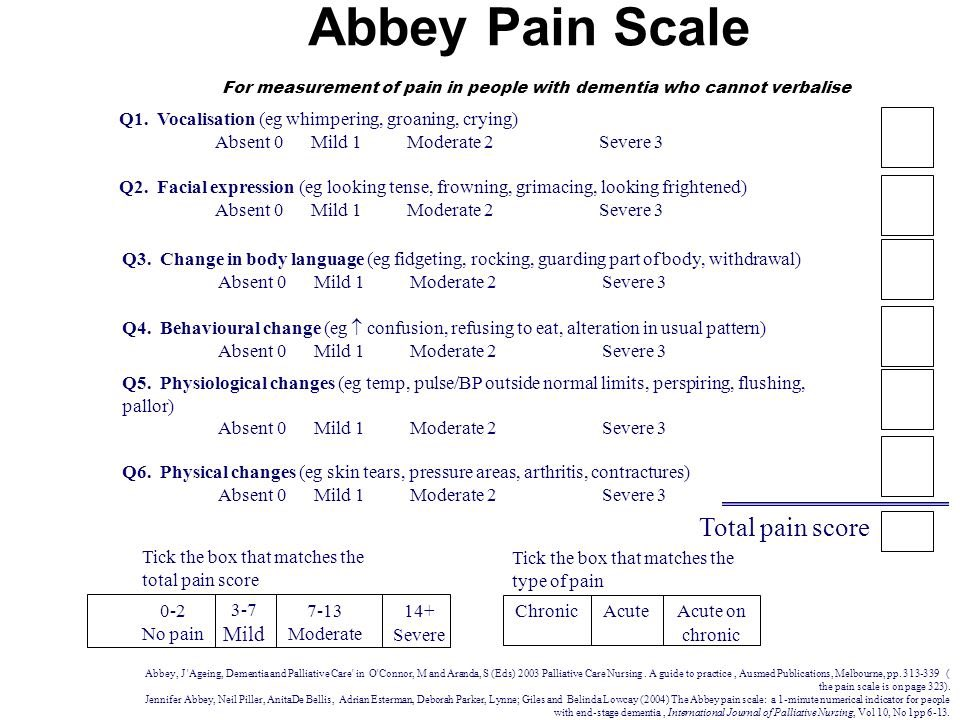 Abbey Pain Scale
For measurement of pain in people with dementia who cannot verbalise
Q1. Vocalisation (eg whimpering, groaning, crying)
Absent 0 Mild 1 Moderate 2 Severe 3
Q2. Facial expression (eg looking tense, frowning, grimacing, looking frightened)
Absent 0 Mild 1 Moderate 2 Severe 3
Q3. Change in body language (eg fidgeting, rocking, guarding part of body, withdrawal)
Absent 0 Mild 1 Moderate 2 Severe 3
Q4. Behavioural change (eg ↑ confusion, refusing to eat, alteration in usual pattern)
Absent 0 Mild 1 Moderate 2 Severe 3
Q5. Physiological changes (eg temp, pulse/BP outside normal limits, perspiring, flushing,
pallor)
Absent 0 Mild 1 Moderate 2 Severe 3
Q6. Physical changes (eg skin tears, pressure areas, arthritis, contractures)
Absent 0 Mild 1 Moderate 2 Severe 3
Total pain score
Tick the box that matches the
total pain score
0-2 3-7 7-13 14+
No pain Mild Moderate Severe
Tick the box that matches the
type of pain
Chronic Acute Acute on
chronic
Abbey, J 'Ageing, Dementia and Palliative Care' in O'Connor, M and Aranda, S (Eds) 2003 Palliative Care Nursing . A guide to practice , Ausmed Publications, Melbourne, pp. 313-339 (
the pain scale is on page 323).
Jennifer Abbey, Neil Piller, AnitaDe Bellis, Adrian Esterman, Deborah Parker, Lynne; Giles and Belinda Lowcay (2004) The Abbey pain scale: a 1-minute numerical indicator for people
with end-stage dementia , International Journal of Palliative Nursing, Vol 10, No 1pp 6-13.